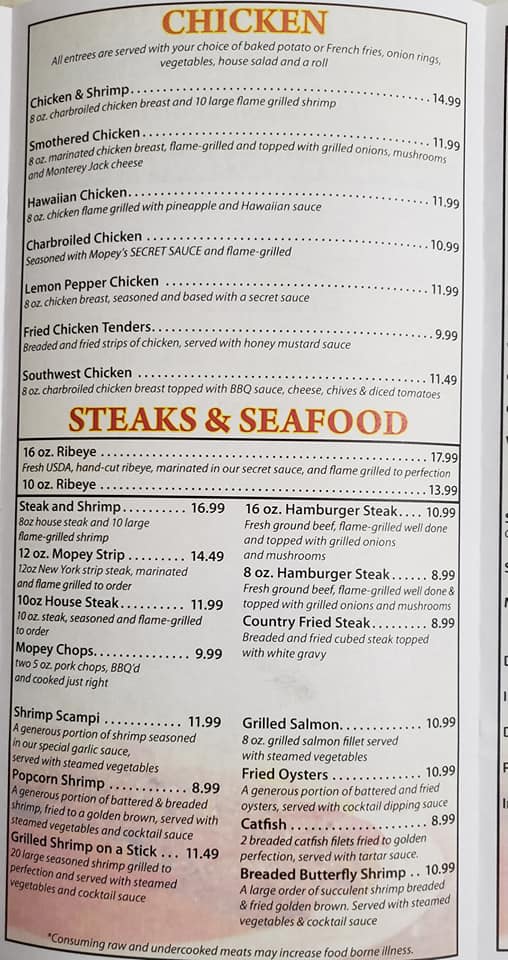 CHICKEN
All entrees are served with your choice of baked potato or French fries, onion rings,
vegetables, house salad and a roll
Chicken & Shrimp 14.99
8 oz. charbroiled chicken breast and 10 large flame grilled shrimp
Smothered Chicken 11.99
8 oz. marinated chicken breast, flame-grilled and topped with grilled onions, mushrooms
and Monterey Jack cheese
Hawaiian Chicken 11.99
8 oz. chicken flame grilled with pineapple and Hawaiian sauce
Charbroiled Chicken 10.99
Seasoned with Mopey's SECRET SAUCE and flame-grilled
Lemon Pepper Chicken 11.99
8 oz. chicken breast, seasoned and based with a secret sauce
Fried Chicken Tenders 9.99
Breaded and fried strips of chicken, served with honey mustard sauce
Southwest Chicken 11.49
8 oz. charbroiled chicken breast topped with BBQ sauce, cheese, chives & diced tomatoes
STEAKS & SEAFOOD
16 oz. Ribeye 17.99
Fresh USDA, hand-cut ribeye, marinated in our secret sauce, and flame grilled to perfection
10 oz. Ribeye 13.99
Steak and Shrimp 16.99
8oz house steak and 10 large
flame-grilled shrimp
12 oz. Mopey Strip 14.49
12oz New York strip steak, marinated
and flame grilled to order
10oz House Steak 11.99
10 oz. steak, seasoned and flame-grilled
to order
Mopey Chops 9.99
two 5 oz. pork chops, BBQ'd
and cooked just right
16 oz. Hamburger Steak 10.99
Fresh ground beef, flame-grilled well done
and topped with grilled onions
and mushrooms
8 oz. Hamburger Steak 8.99
Fresh ground beef, flame-grilled well done &
topped with grilled onions and mushrooms
Country Fried Steak 8.99
Breaded and fried cubed steak topped
with white gravy
Shrimp Scampi 11.99
A generous portion of shrimp seasoned
in our special garlic sauce,
served with steamed vegetables
Popcorn Shrimp 8.99
A generous portion of battered & breaded
shrimp, fried to a golden brown, served with
steamed vegetables and cocktail sauce
Grilled Shrimp on a Stick 11.49
20 large seasoned shrimp grilled to
perfection and served with steamed
vegetables and cocktail sauce
Grilled Salmon 10.99
8 oz. grilled salmon fillet served
with steamed vegetables
Fried Oysters 10.99
A generous portion of battered and fried
oysters, served with cocktail dipping sauce
Catfish 8.99
2 breaded catfish filets fried to golden
perfection, served with tartar sauce.
Breaded Butterfly Shrimp 10.99
A large order of succulent shrimp breaded
& fried golden brown. Served with steamed
vegetables & cocktail sauce
*Consuming raw and undercooked meats may increase food borne illness.